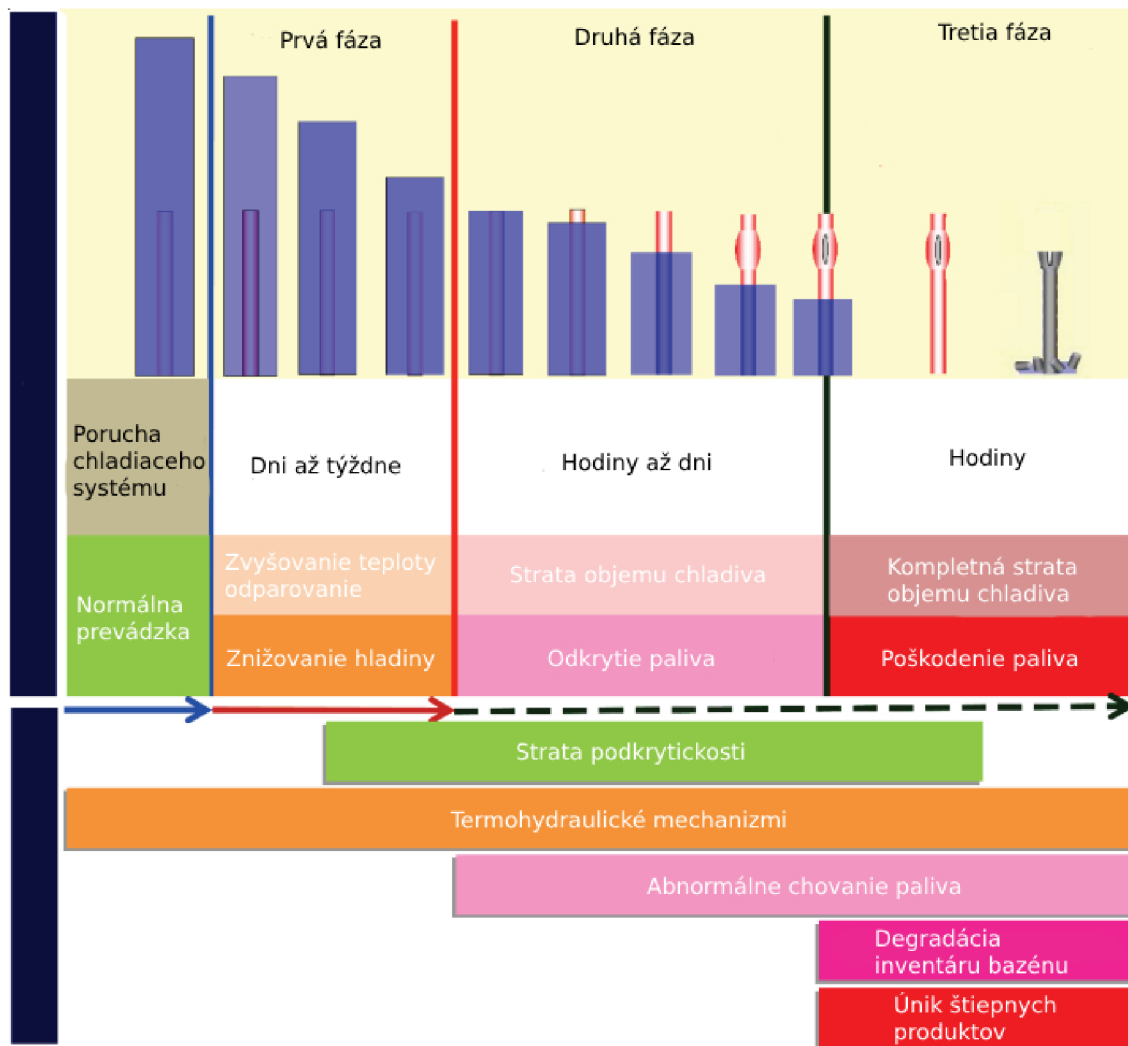 Prvá fáza
Druhá fáza
Tretia fáza
Porucha
chladiaceho
systému
Dni až týždne
Hodiny až dni
Hodiny
Normálna
prevádzka
Zvyšovanie teploty
odparovanie
Strata objemu chladiva
Kompletná strata
objemu chladiva
Znižovanie hladiny
Odkrytie paliva
Poškodenie paliva
Strata podkrytickosti
Termohydraulické mechanizmi
Abnormálne chovanie paliva
Degradácia
inventáru bazénu
Únik štiepnych
produktov